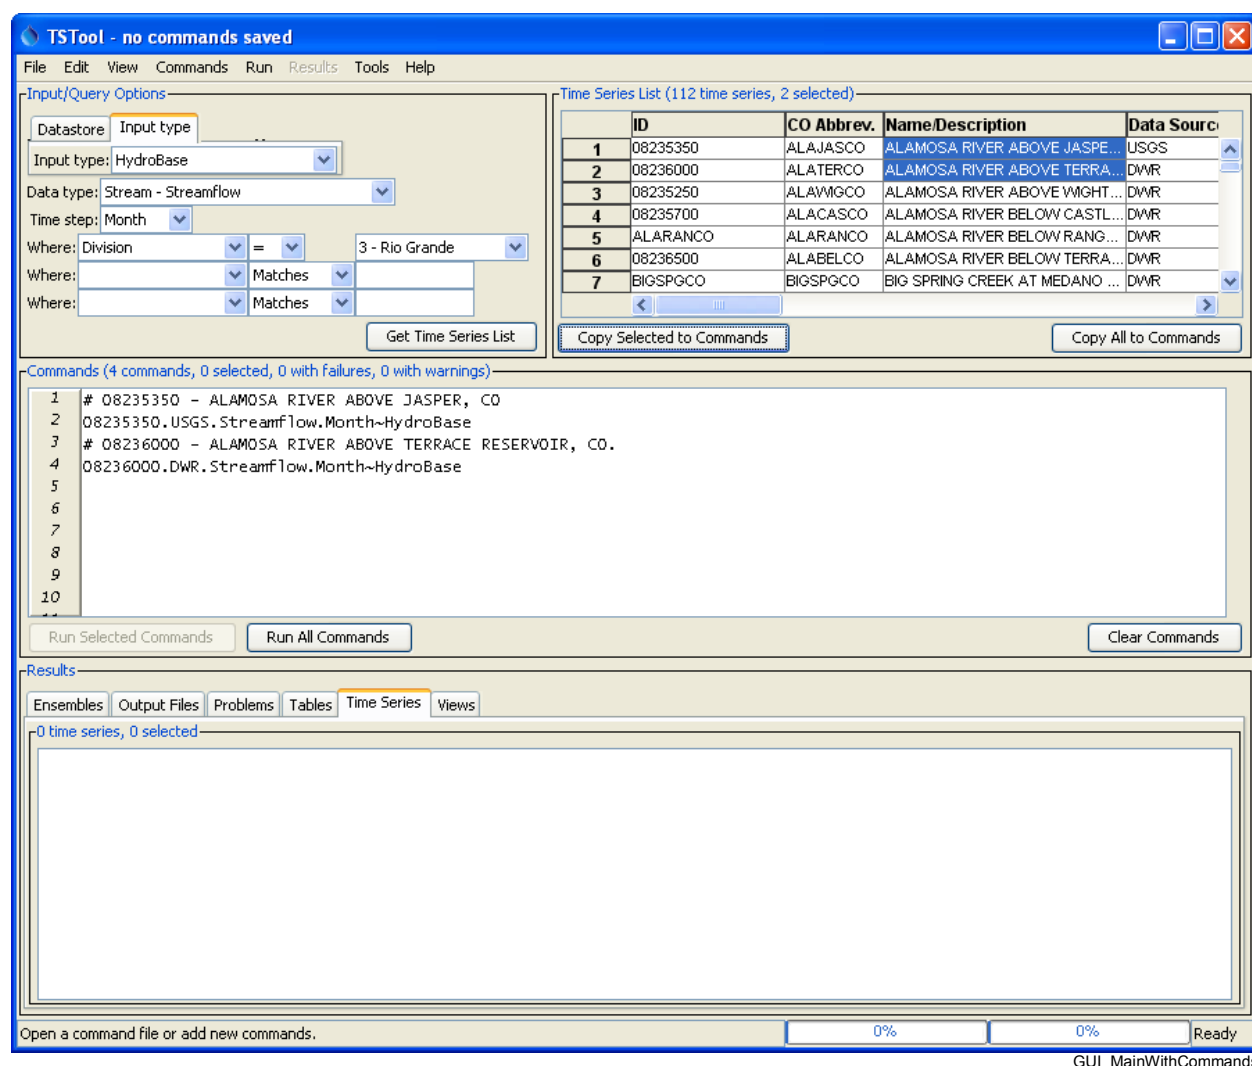 TSTool - no commands saved
File Edit View Commands Run Results Tools Help
Input/Query Options
Datastore Input type
Input type: HydroBase
Data type: Stream - Streamflow
Time step: Month
Where: Division = 3 - Rio Grande
Where: Matches
Where: Matches
Get Time Series List
Time Series List (112 time series, 2 selected)
ID CO Abbrev. Name/Description Data Sourc
1 08235350 ALAJASCO ALAMOSA RIVER ABOVE JASPE... USGS
2 08236000 ALATERCO ALAMOSA RIVER ABOVE TERRA... DWR
3 08235250 ALAWIGCO ALAMOSA RIVER ABOVE WIGHT... DWR
4 08235700 ALACASCO ALAMOSA RIVER BELOW CASTL... DWR
5 ALARANCO ALARANCO ALAMOSA RIVER BELOW RANG... DWR
6 08236500 ALABELCO ALAMOSA RIVER BELOW TERRA... DWR
7 BIGSPGCO BIGSPGCO BIG SPRING CREEK AT MEDANO ... DWR
Copy Selected to Commands Copy All to Commands
Commands (4 commands, 0 selected, 0 with failures, 0 with warnings)
1 # 08235350 - ALAMOSA RIVER ABOVE JASPER, CO
2 08235350.USGS.Streamflow.Month~HydroBase
3 # 08236000 - ALAMOSA RIVER ABOVE TERRACE RESERVOIR, CO.
4 08236000.DWR.Streamflow.Month~HydroBase
5
6
7
8
9
10
Run Selected Commands Run All Commands Clear Commands
Results
Ensembles Output Files Problems Tables Time Series Views
0 time series, 0 selected
Open a command file or add new commands. 0% 0% Ready
GUI_MainWithCommands